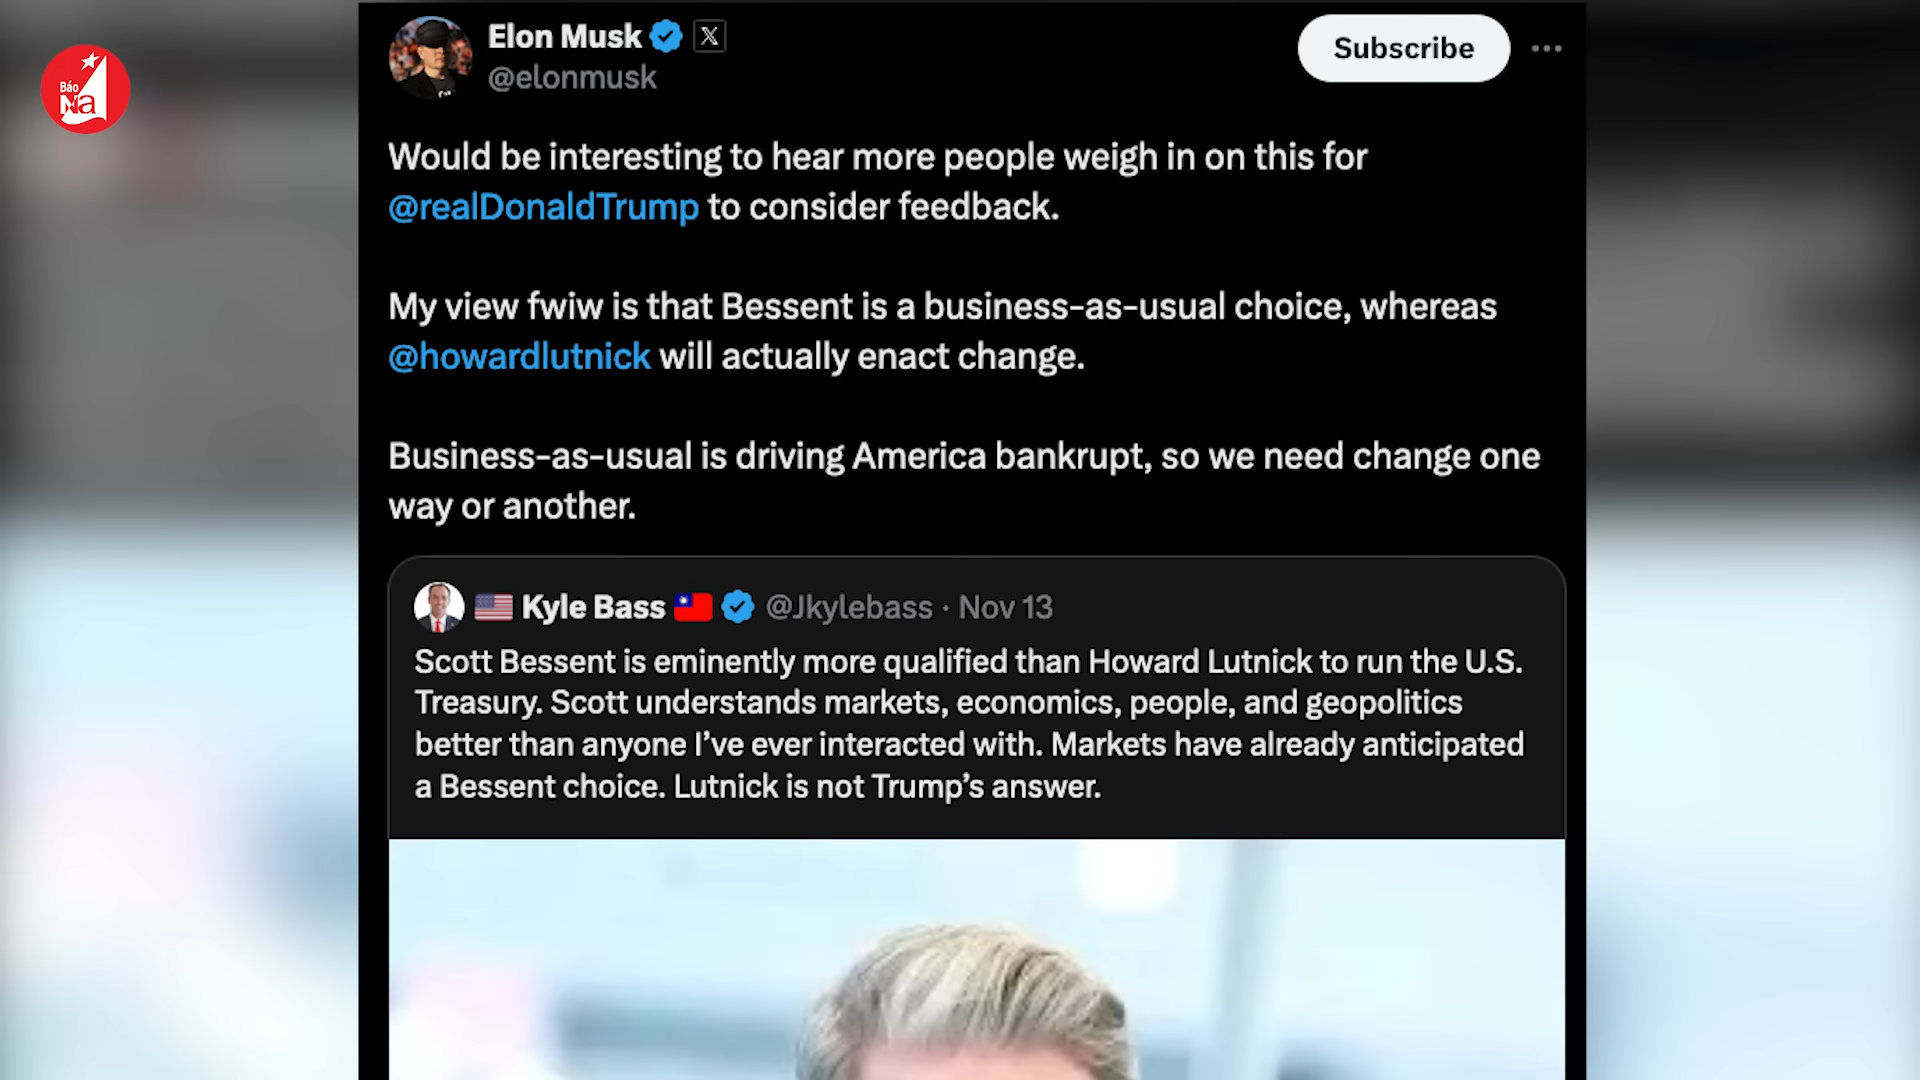 Báo
Na
Elon Musk
@elonmusk
Subscribe
Would be interesting to hear more people weigh in on this for
@realDonaldTrump to consider feedback.
My view fwiw is that Bessent is a business-as-usual choice, whereas
@howardlutnick will actually enact change.
Business-as-usual is driving America bankrupt, so we need change one
way or another.
Kyle Bass @Jkylebass · Nov 13
Scott Bessent is eminently more qualified than Howard Lutnick to run the U.S.
Treasury. Scott understands markets, economics, people, and geopolitics
better than anyone I’ve ever interacted with. Markets have already anticipated
a Bessent choice. Lutnick is not Trump’s answer.